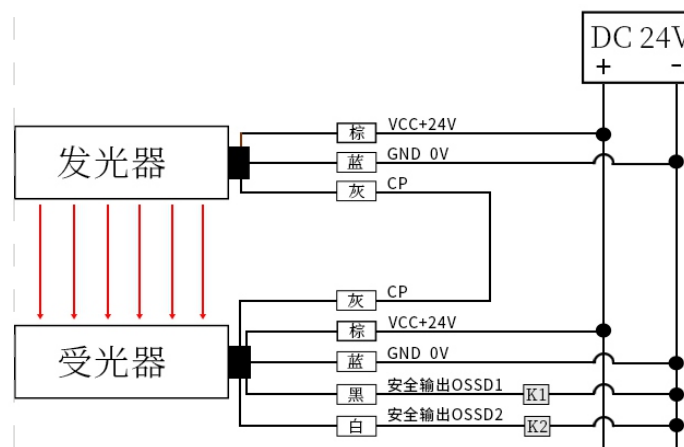 DC 24V
+ -
棕 VCC+24V
发光器
蓝 GND 0V
灰 CP
灰 CP
棕 VCC+24V
受光器
蓝 GND 0V
黑 安全输出OSSD1 K1
白 安全输出OSSD2 K2